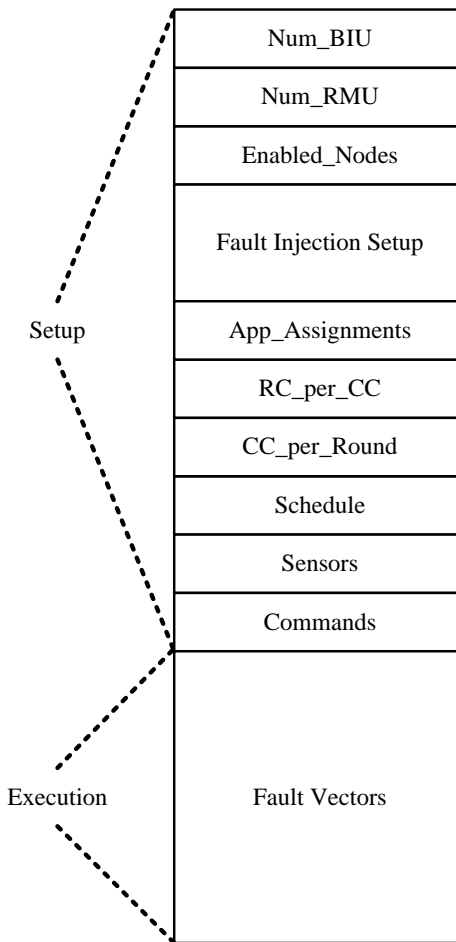 Num_BIU
Num_RMU
Enabled_Nodes
Fault Injection Setup
Setup
App_Assignments
RC_per_CC
CC_per_Round
Schedule
Sensors
Commands
Execution
Fault Vectors